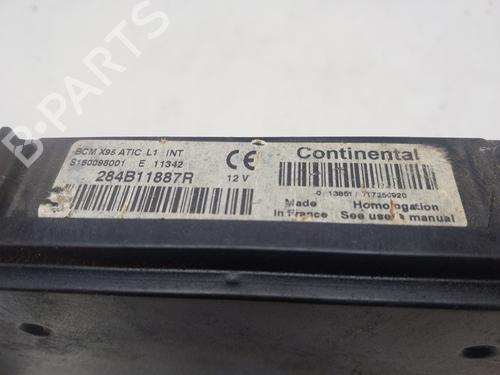 BCM X95 ATIC L1 INT
S180098001 E 11342
284B11887R
12 V
CE
Continental
Made in France
Homologation
See user's manual
B-PARTS